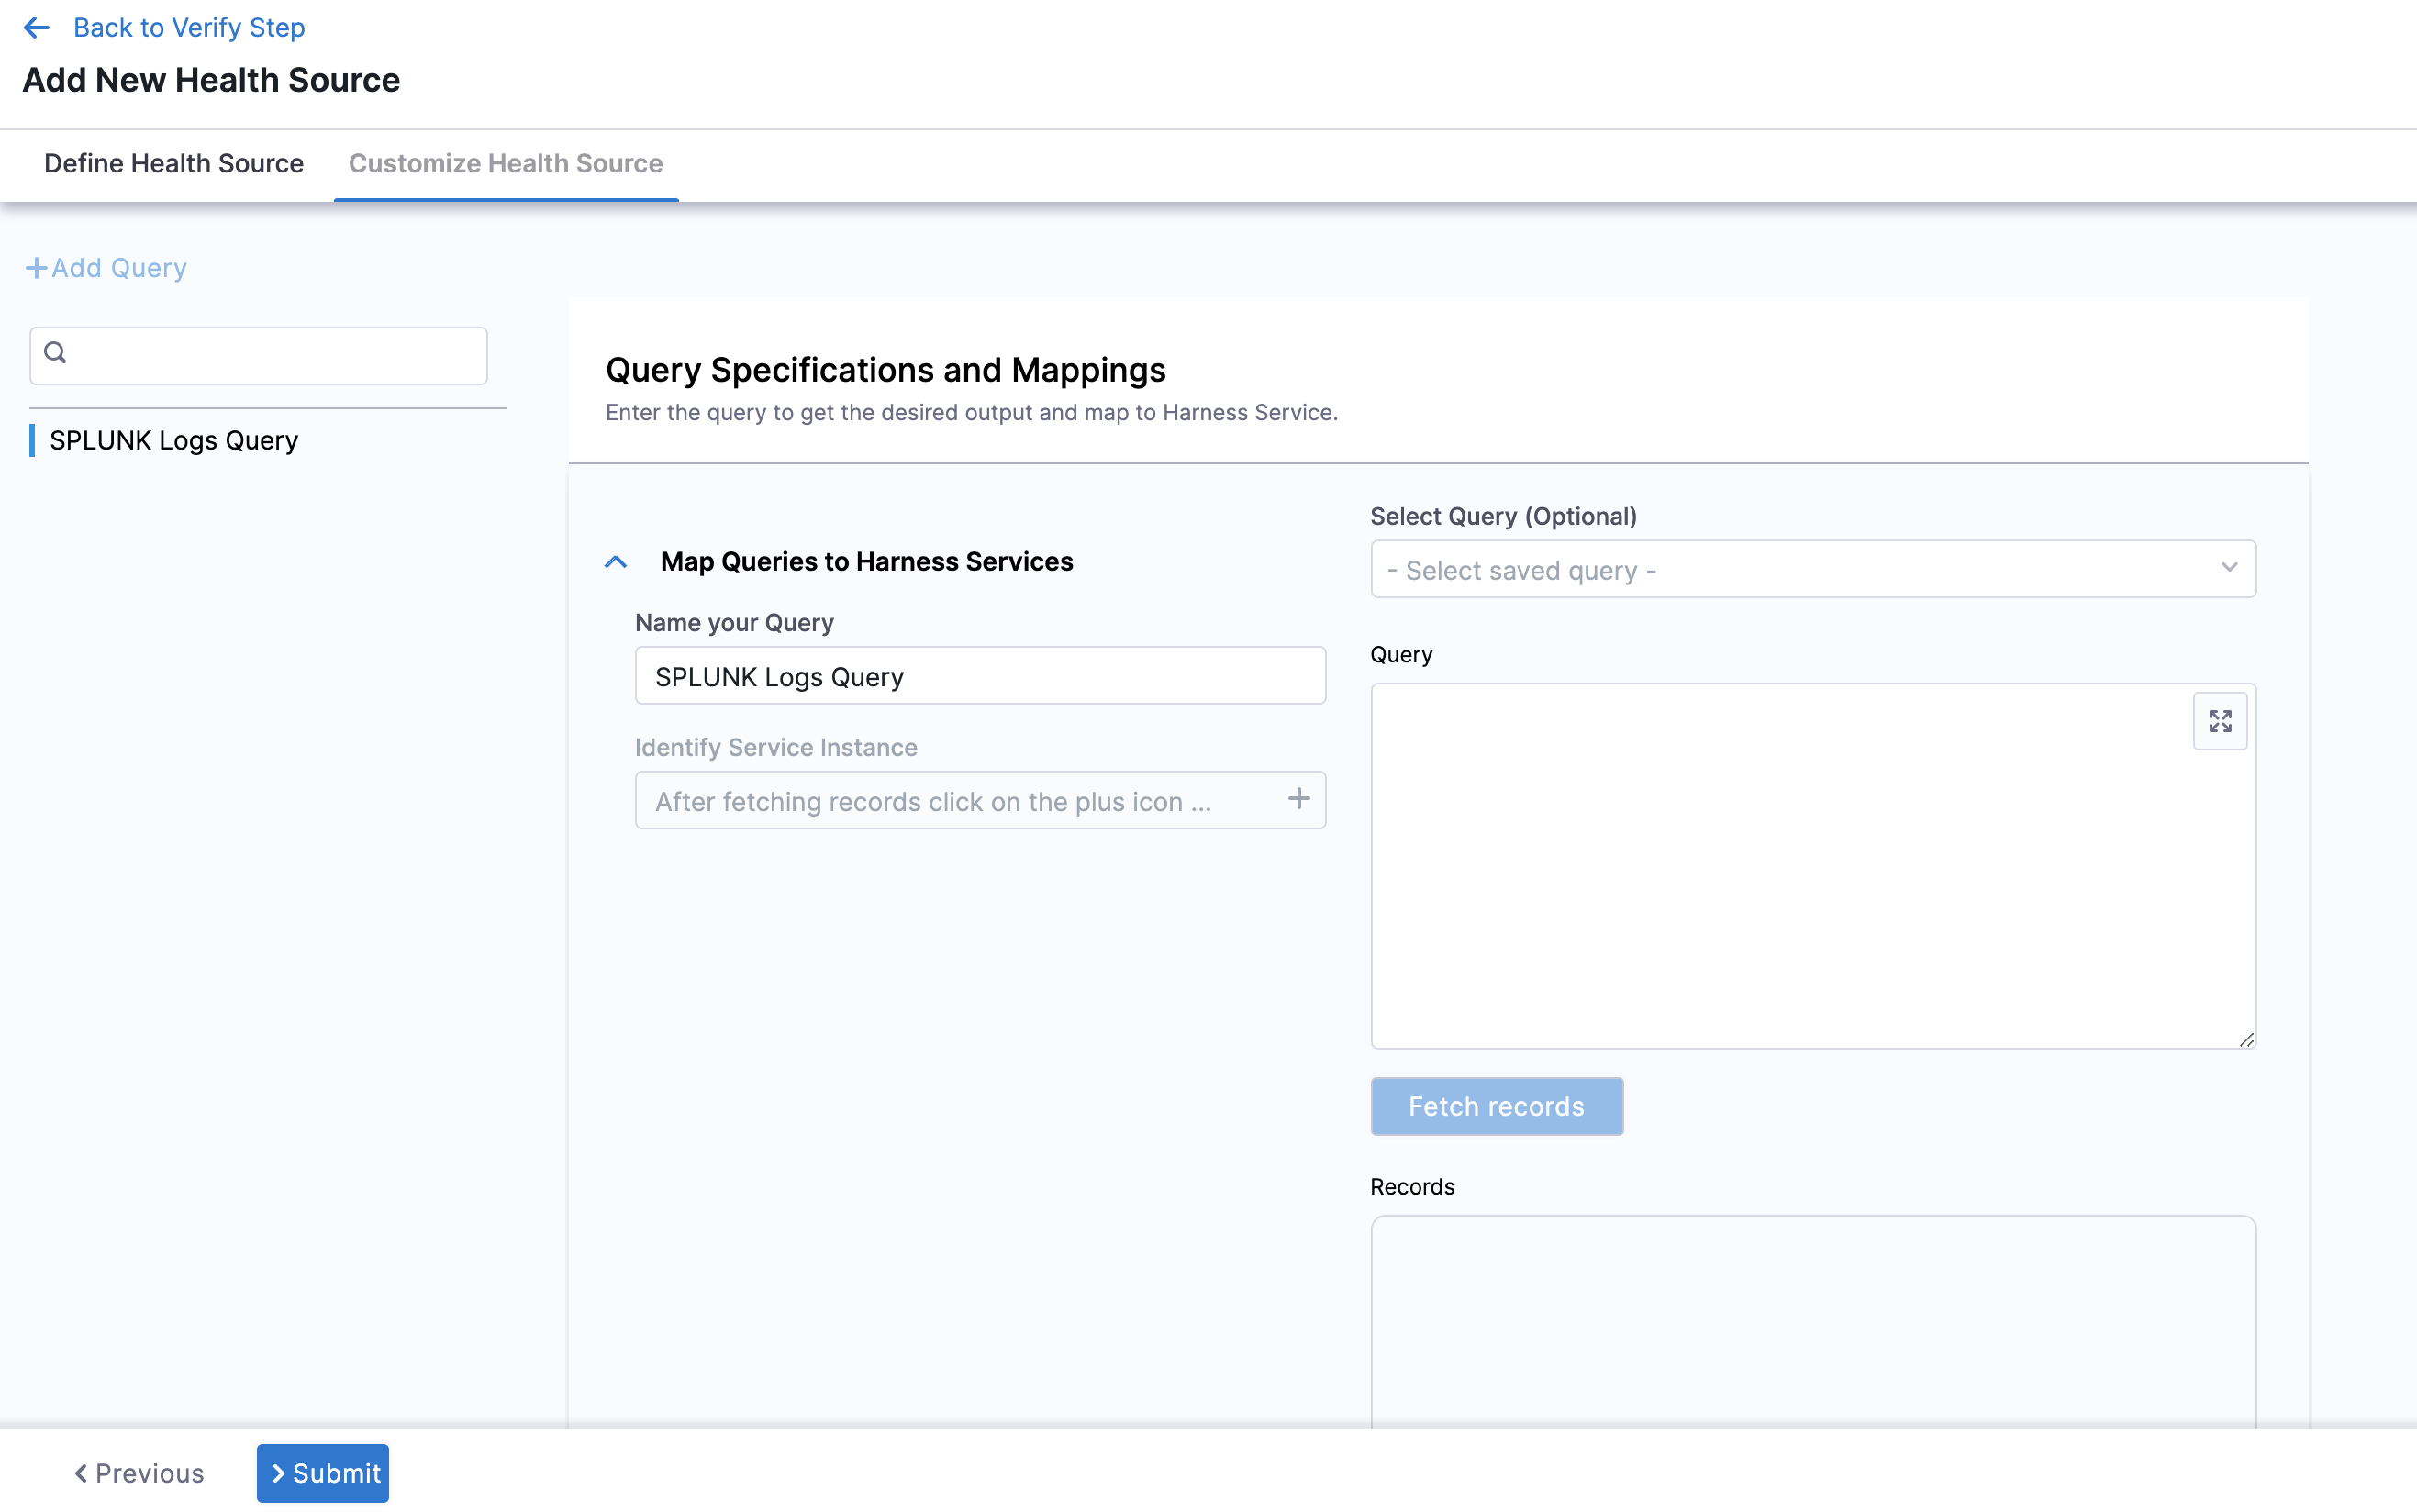 Back to Verify Step
Add New Health Source
Define Health Source
Customize Health Source
+Add Query
SPLUNK Logs Query
Query Specifications and Mappings
Enter the query to get the desired output and map to Harness Service.
Map Queries to Harness Services
Name your Query
SPLUNK Logs Query
Identify Service Instance
After fetching records click on the plus icon ...
Select Query (Optional)
- Select saved query -
Query
Fetch records
Records
Previous
Submit